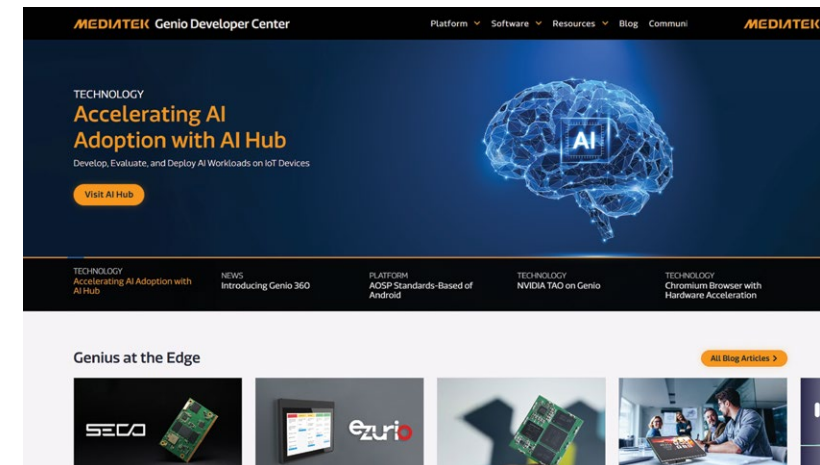 MEDIATEK Genio Developer Center
Platform Software Resources Blog Communi
MEDIATEK
TECHNOLOGY
Accelerating AI
Adoption with AI Hub
Develop, Evaluate, and Deploy AI Workloads on IoT Devices
Visit AI Hub
AI
TECHNOLOGY
Accelerating AI Adoption with
AI Hub
NEWS
Introducing Genio 360
PLATFORM
AOSP Standards-Based of
Android
TECHNOLOGY
NVIDIA TAO on Genio
TECHNOLOGY
Chromium Browser with
Hardware Acceleration
Genius at the Edge
All Blog Articles >
SECO
ezurio